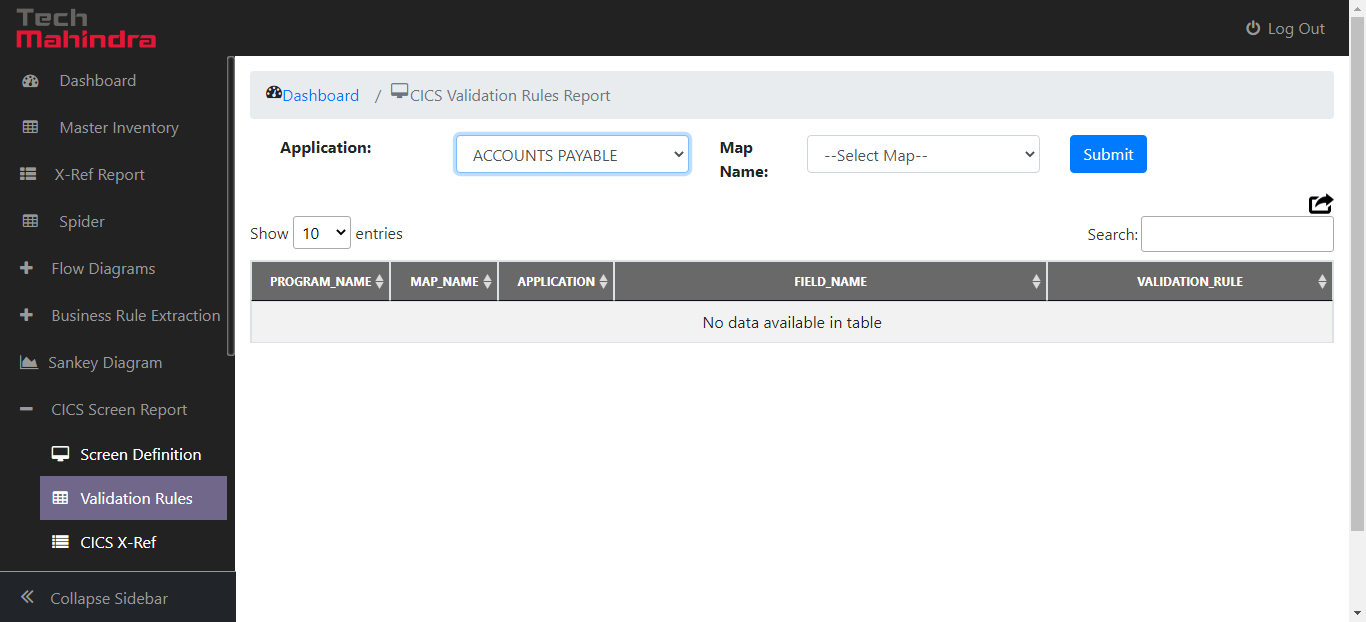 Tech
Mahindra
Log Out
Dashboard
Master Inventory
X-Ref Report
Spider
Flow Diagrams
Business Rule Extraction
Sankey Diagram
CICS Screen Report
Screen Definition
Validation Rules
CICS X-Ref
Collapse Sidebar
Dashboard / CICS Validation Rules Report
Application: ACCOUNTS PAYABLE Map Name: --Select Map-- Submit
Show 10 entries Search:
PROGRAM_NAME MAP_NAME APPLICATION FIELD_NAME VALIDATION_RULE
No data available in table